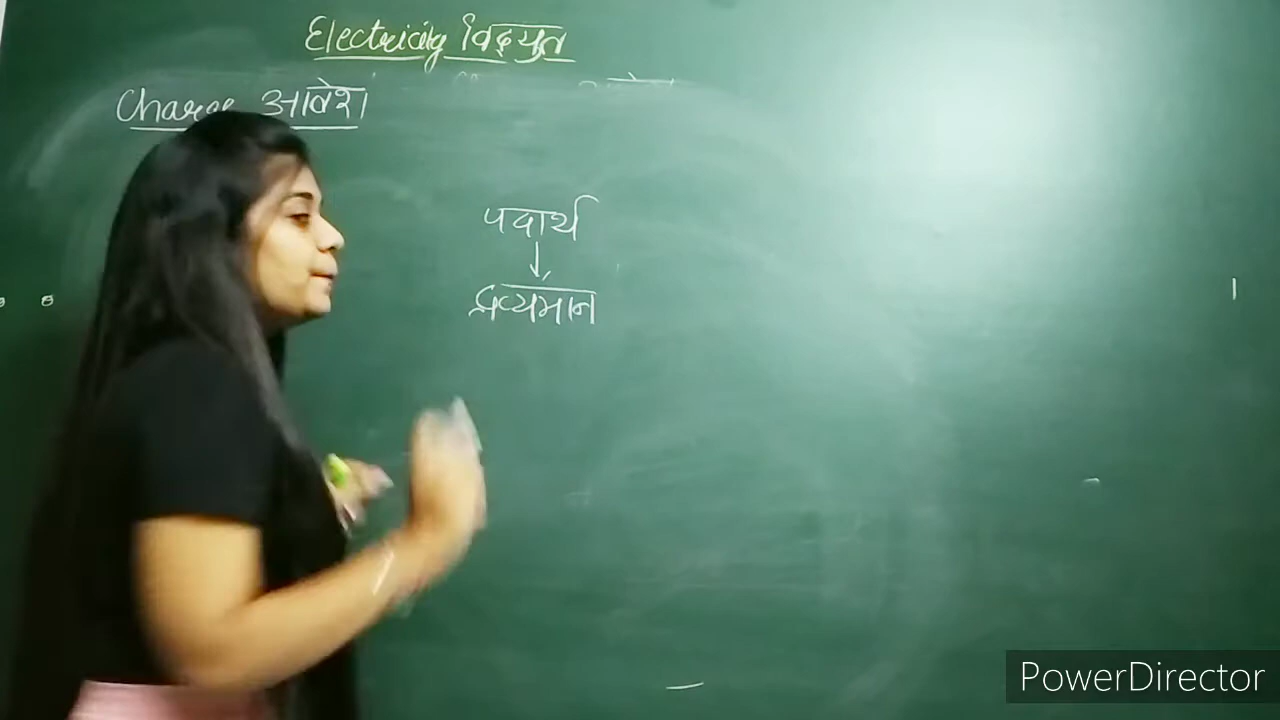 Electricity विद्युत
Charge आवेश
पदार्थ
↓
द्रव्यमान
PowerDirector